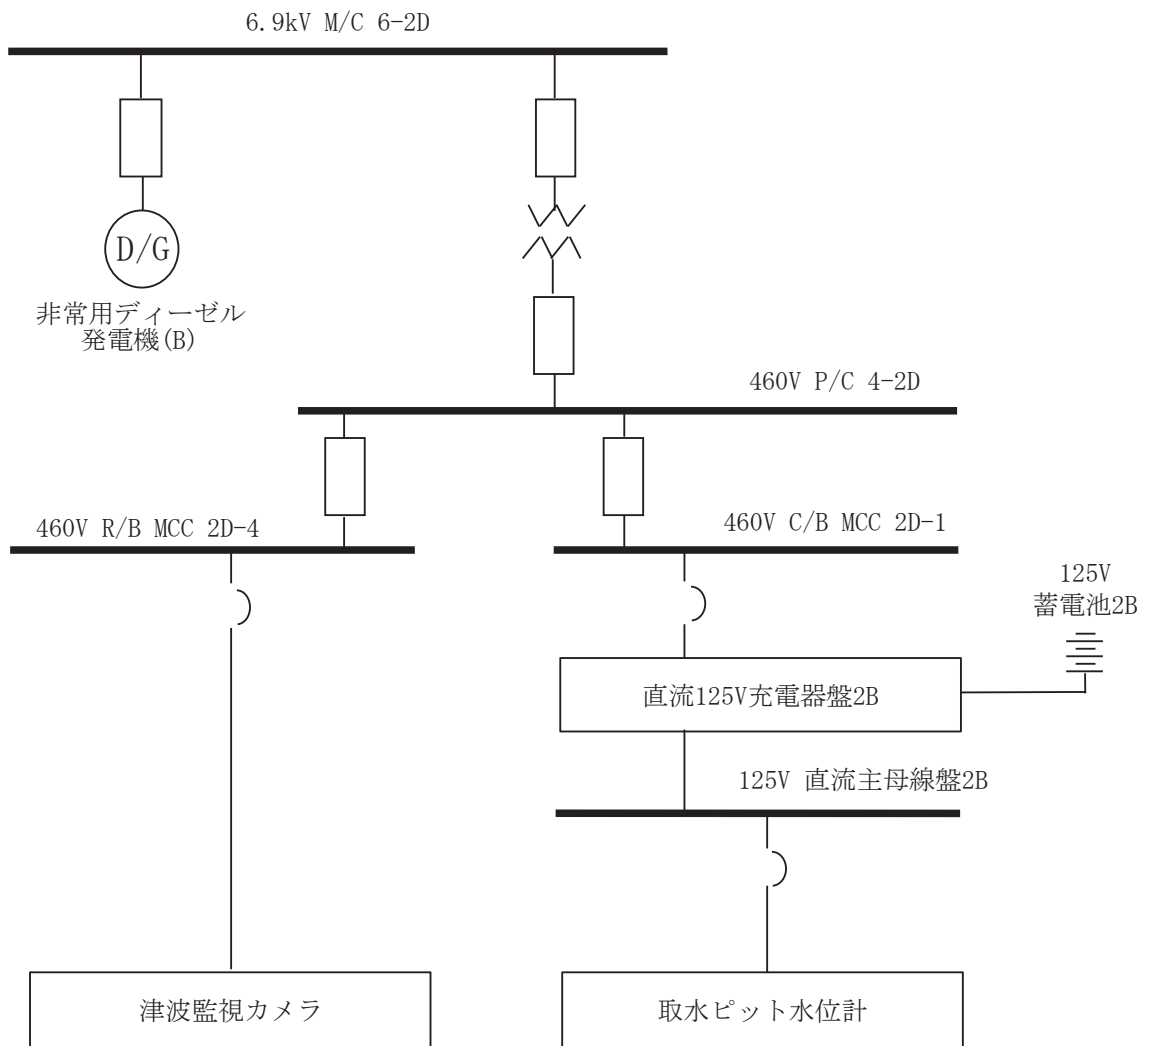 6.9kV M/C 6-2D
D/G
非常用ディーゼル
発電機(B)
460V P/C 4-2D
460V R/B MCC 2D-4
460V C/B MCC 2D-1
125V
蓄電池2B
直流125V充電器盤2B
125V 直流主母線盤2B
津波監視カメラ
取水ピット水位計